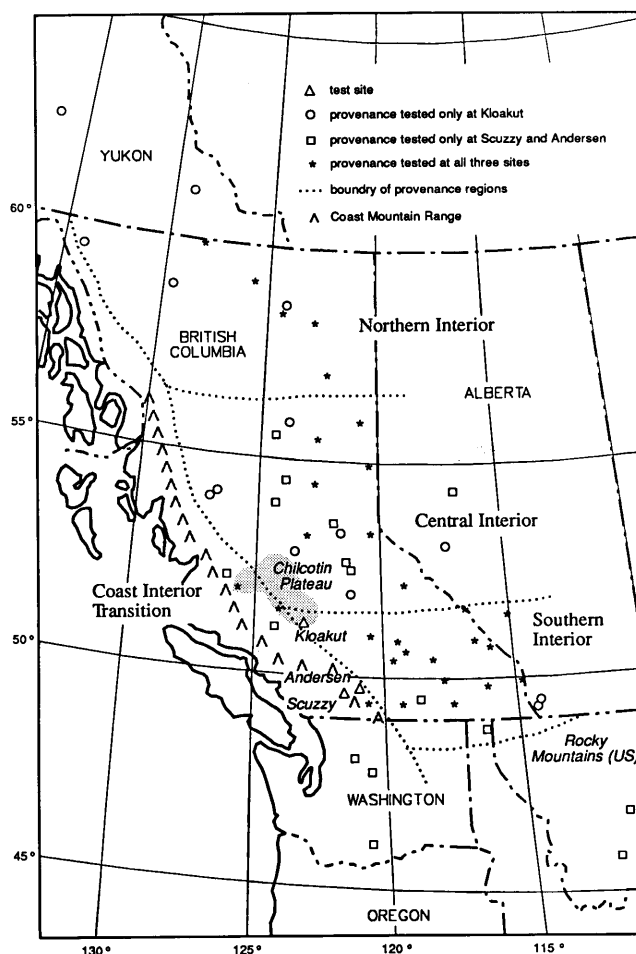 △ test site
○ provenance tested only at Kloakut
□ provenance tested only at Scuzzy and Andersen
★ provenance tested at all three sites
boundry of provenance regions
∧ Coast Mountain Range
YUKON
60°
BRITISH
COLUMBIA
Northern Interior
ALBERTA
55°
Central Interior
Chilcotin
Plateau
Coast Interior
Transition
Southern
Interior
Kloakut
50°
Andersen
Scuzzy
Rocky
Mountains (US)
WASHINGTON
45°
OREGON
130°
125°
120°
115°